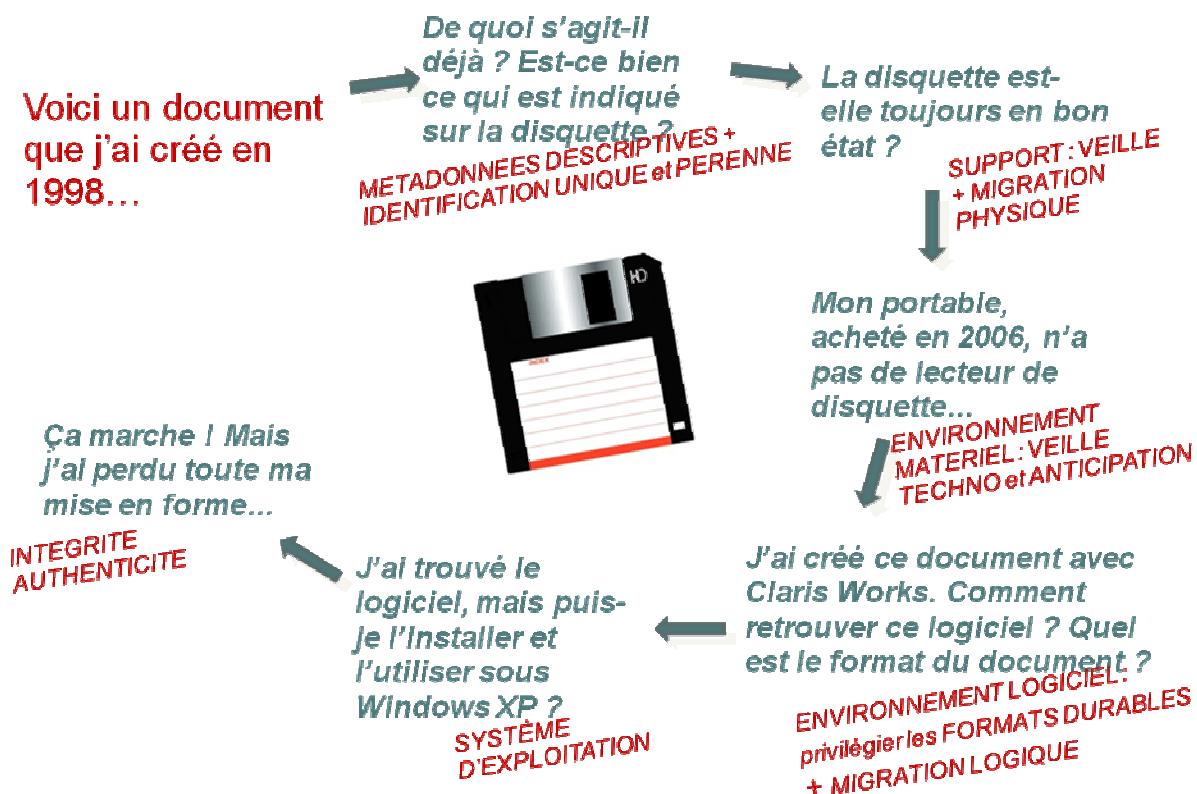 Voici un document
que j'ai créé en
1998…
De quoi s'agit-il
déjà ? Est-ce bien
ce qui est indiqué
sur la disquette ?
METADONNEES DESCRIPTIVES +
IDENTIFICATION UNIQUE et PERENNE
La disquette est-
elle toujours en bon
état ?
SUPPORT : VEILLE
+ MIGRATION
PHYSIQUE
HD
INDEX
Mon portable,
acheté en 2006, n'a
pas de lecteur de
disquette…
ENVIRONNEMENT
MATERIEL : VEILLE
TECHNO et ANTICIPATION
J'ai créé ce document avec
Claris Works. Comment
retrouver ce logiciel ? Quel
est le format du document ?
ENVIRONNEMENT LOGICIEL :
privilégier les FORMATS DURABLES
+ MIGRATION LOGIQUE
J'ai trouvé le
logiciel, mais puis-
je l'Installer et
l'utiliser sous
Windows XP ?
SYSTÈME
D'EXPLOITATION
Ça marche ! Mais
j'ai perdu toute ma
mise en forme…
INTEGRITE
AUTHENTICITE